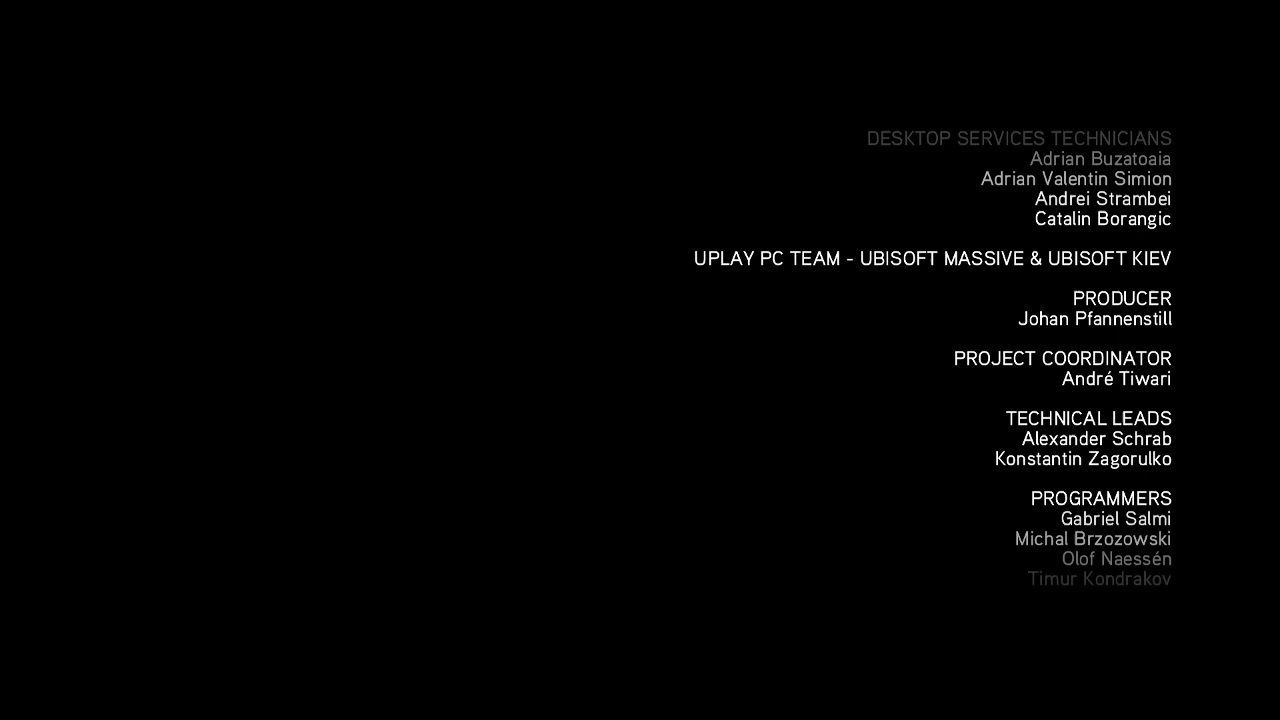 DESKTOP SERVICES TECHNICIANS
Adrian Buzatoaia
Adrian Valentin Simion
Andrei Strambei
Catalin Borangic
UPLAY PC TEAM - UBISOFT MASSIVE & UBISOFT KIEV
PRODUCER
Johan Pfannenstill
PROJECT COORDINATOR
André Tiwari
TECHNICAL LEADS
Alexander Schrab
Konstantin Zagorulko
PROGRAMMERS
Gabriel Salmi
Michal Brzozowski
Olof Naessén
Timur Kondrakov